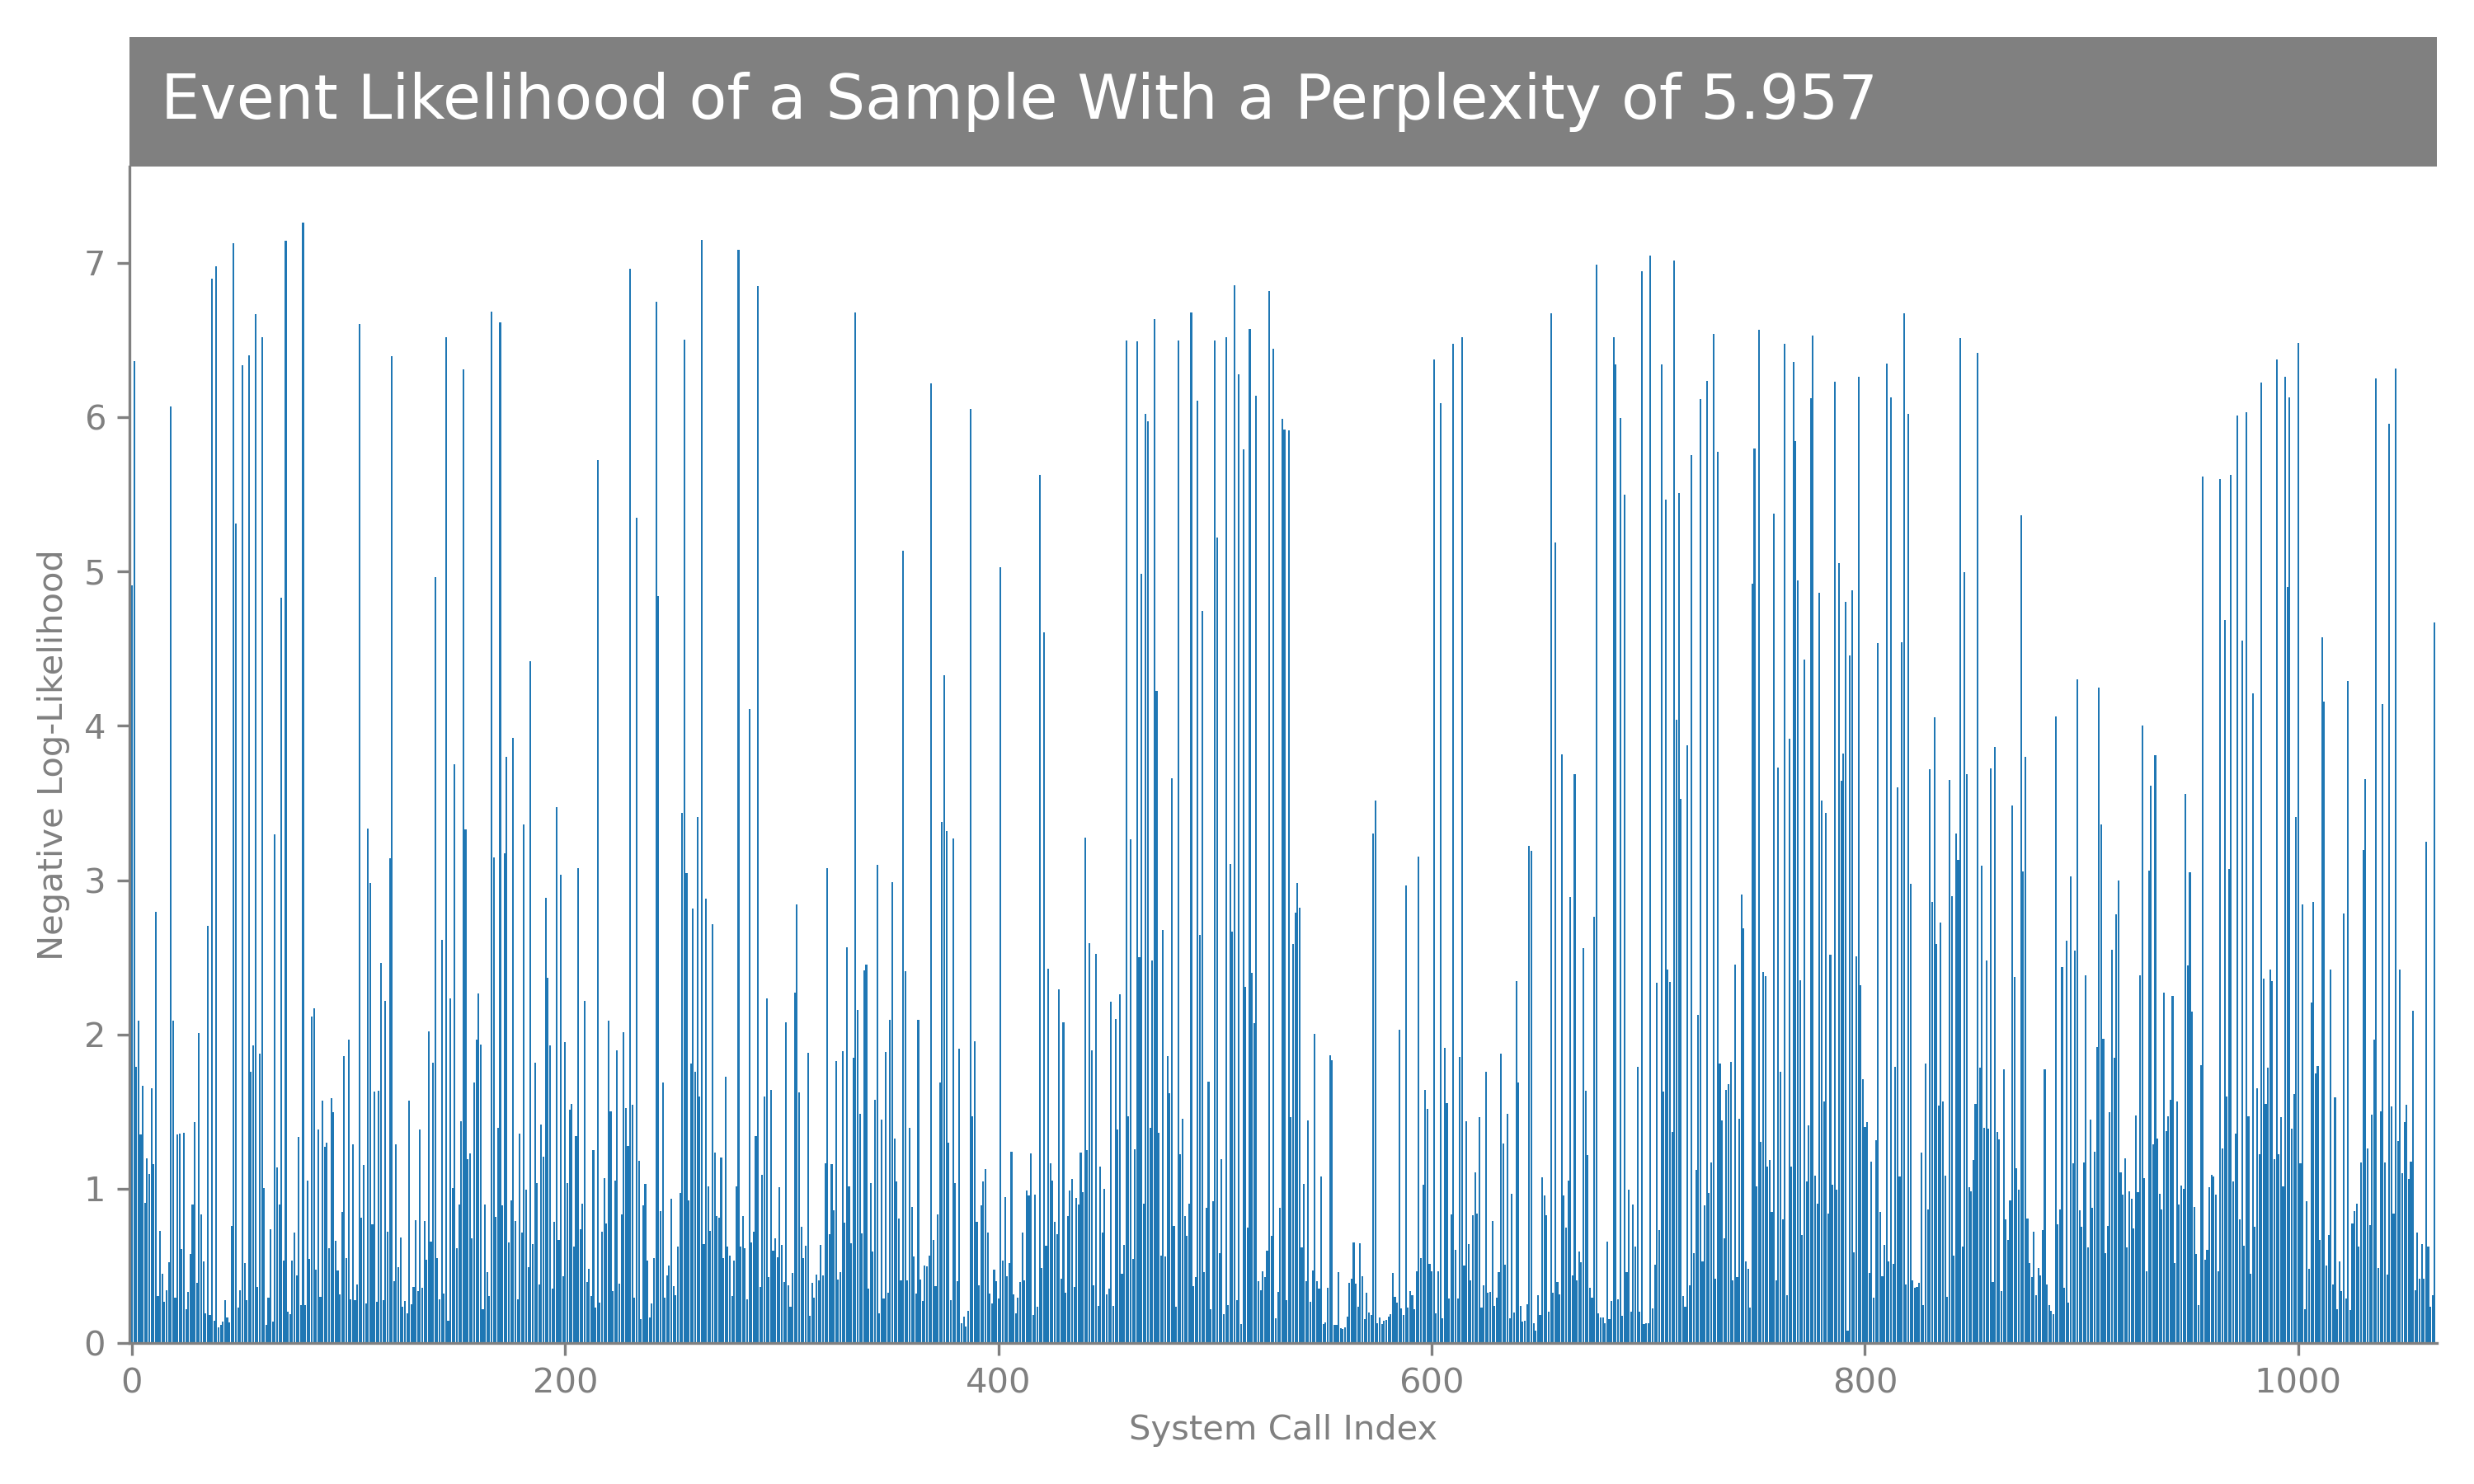 Event Likelihood of a Sample With a Perplexity of 5.957
7
6
5
4
3
2
1
0
Negative Log-Likelihood
0 200 400 600 800 1000
System Call Index